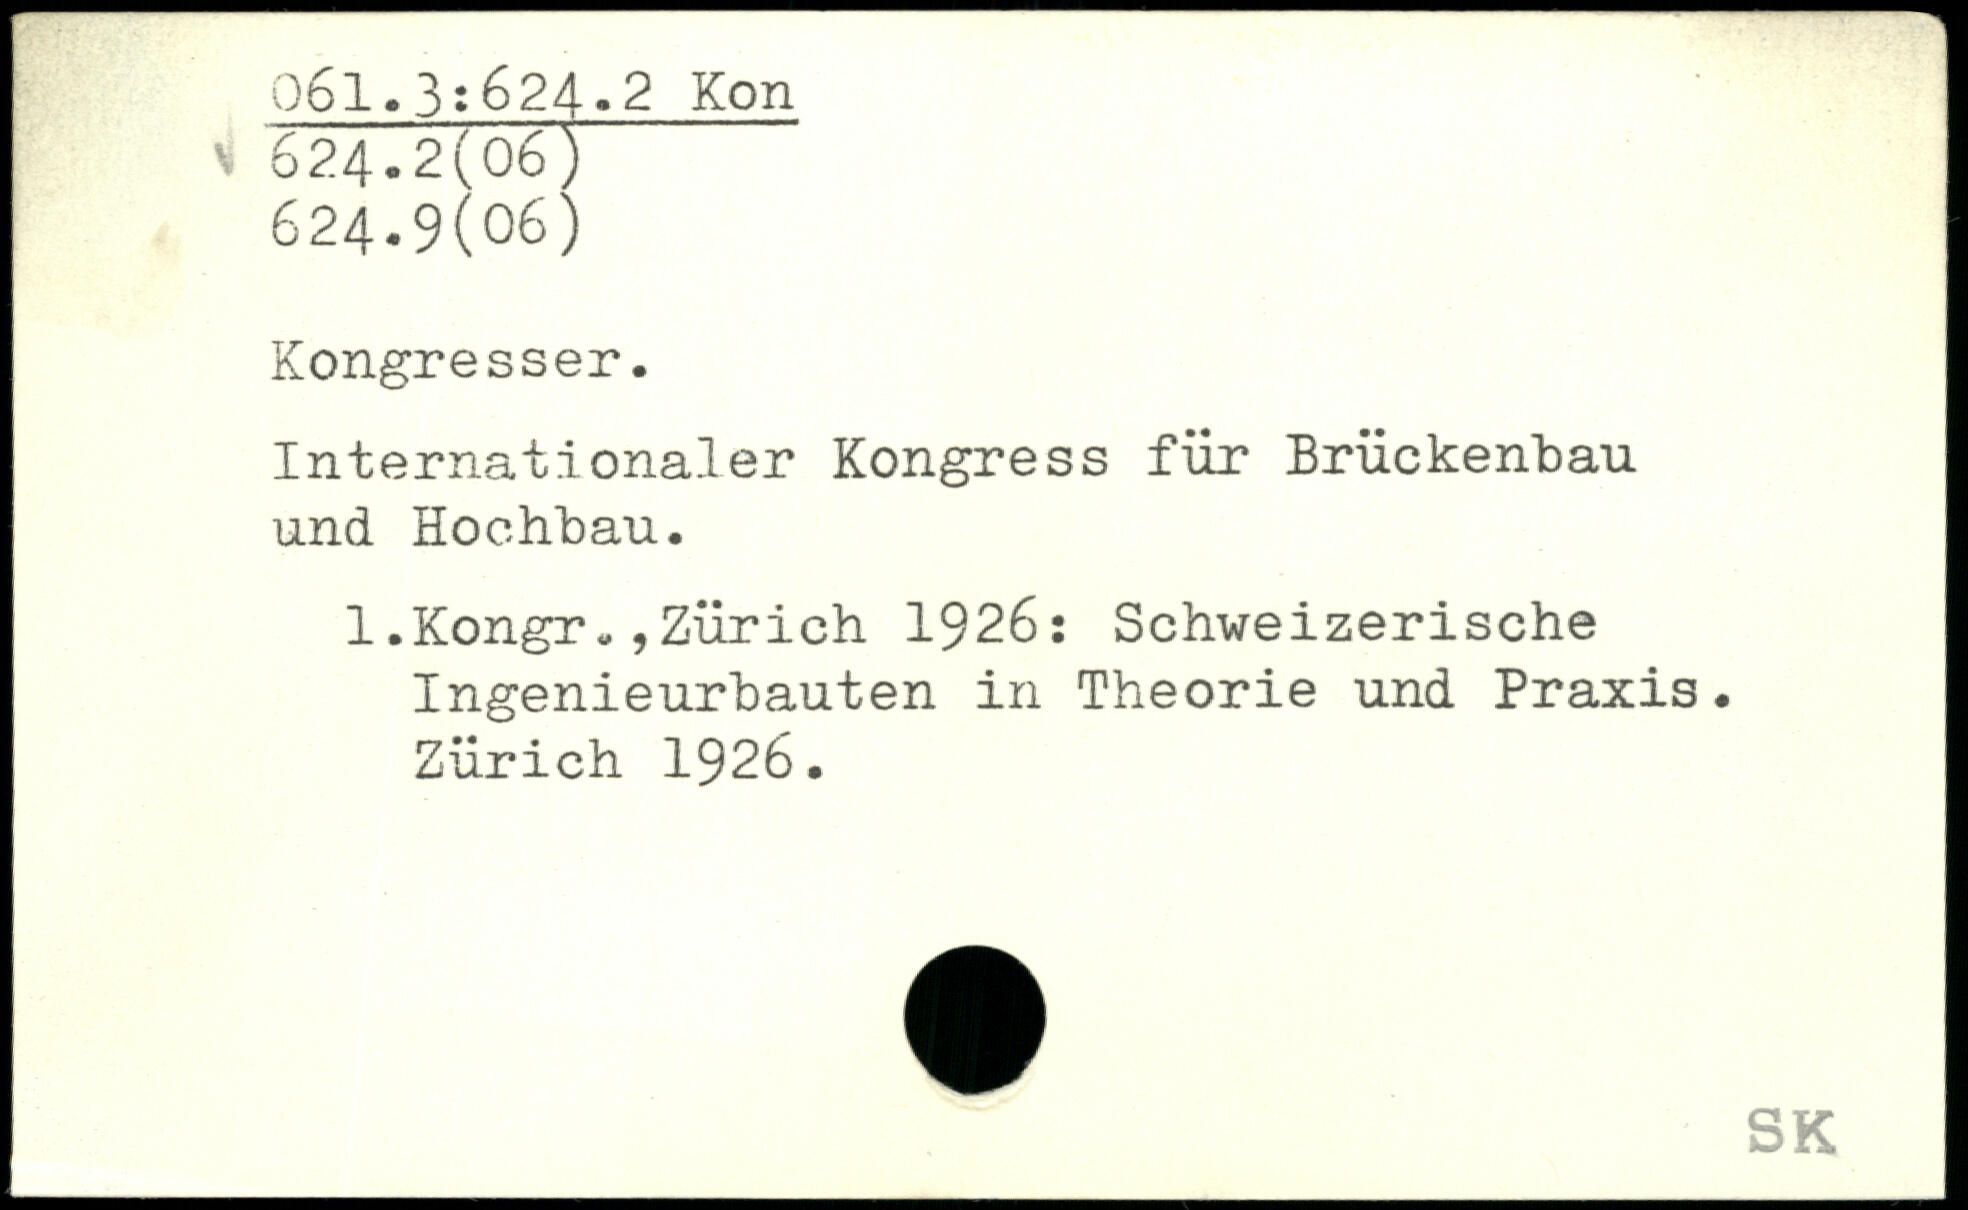 061.3:624.2 Kon
624.2(06)
624.9(06)
Kongresser.
Internationaler Kongress für Brückenbau
und Hochbau.
1.Kongr.,Zürich 1926: Schweizerische
Ingenieurbauten in Theorie und Praxis.
Zürich 1926.
SK